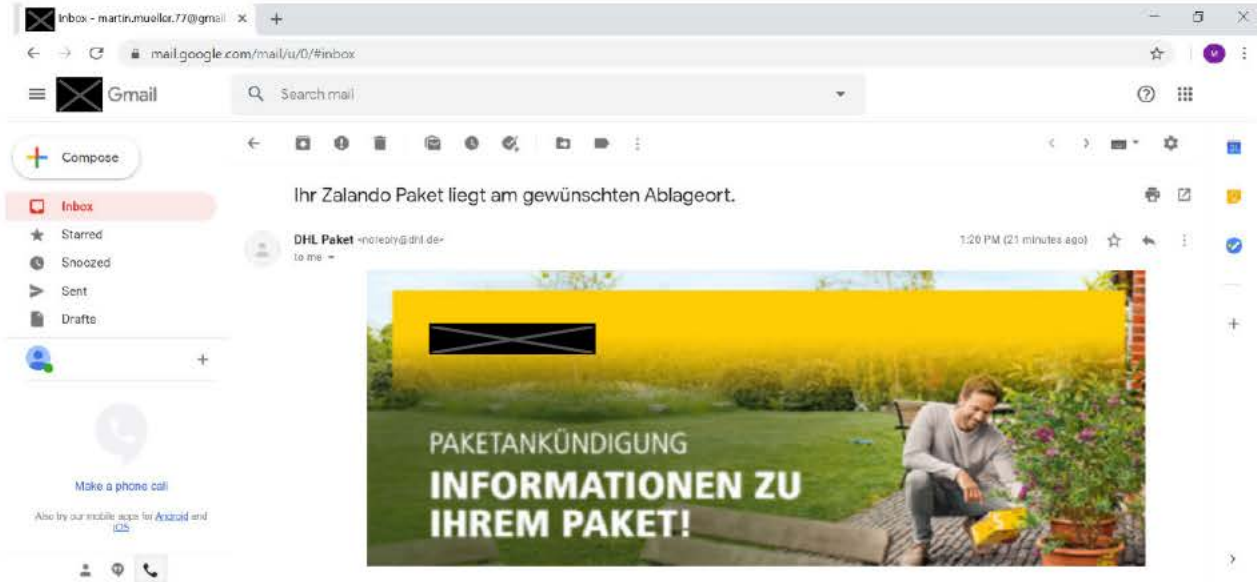 Inbox - martin.mueller.77@gmail
mail.google.com/mail/u/0/#inbox
M
Gmail
Search mail
Compose
Ihr Zalando Paket liegt am gewünschten Ablageort.
Inbox
DHL Paket <noreply@dhl.de>
1:20 PM (21 minutes ago)
to me
Starred
Snoozed
Sent
Drafts
PAKETANKÜNDIGUNG
INFORMATIONEN ZU
IHREM PAKET!
Make a phone call
Also try our mobile apps for Android and
iOS